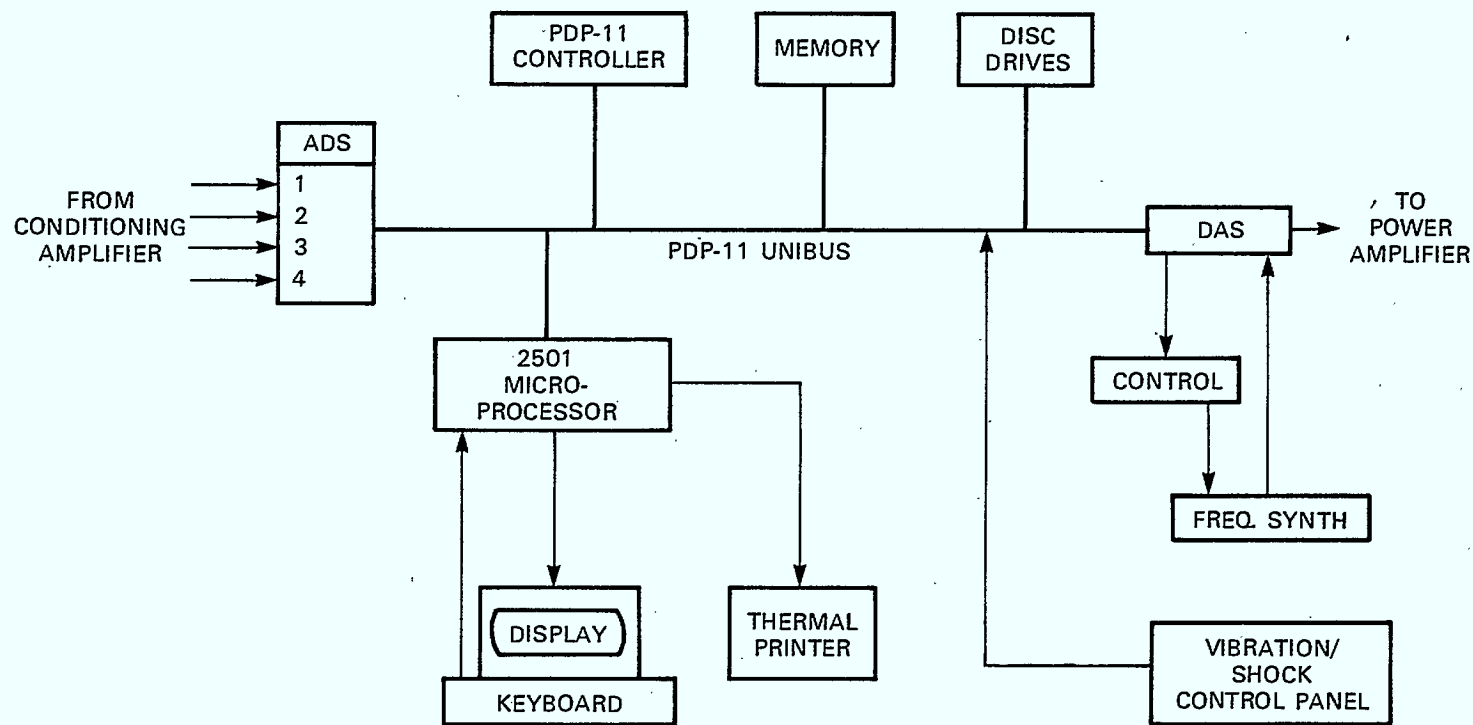 PDP-11
CONTROLLER
MEMORY
DISC
DRIVES
ADS
1
2
3
4
FROM
CONDITIONING
AMPLIFIER
PDP-11 UNIBUS
DAS
TO
POWER
AMPLIFIER
2501
MICRO-
PROCESSOR
CONTROL
FREQ. SYNTH
DISPLAY
KEYBOARD
THERMAL
PRINTER
VIBRATION/
SHOCK
CONTROL PANEL